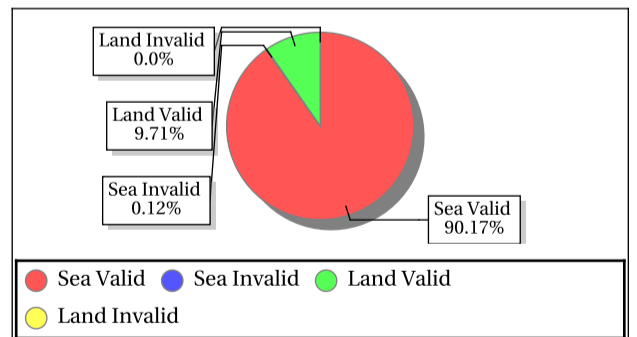 Land Invalid
0.0%
Land Valid
9.71%
Sea Invalid
0.12%
Sea Valid
90.17%
Sea Valid Sea Invalid Land Valid
Land Invalid